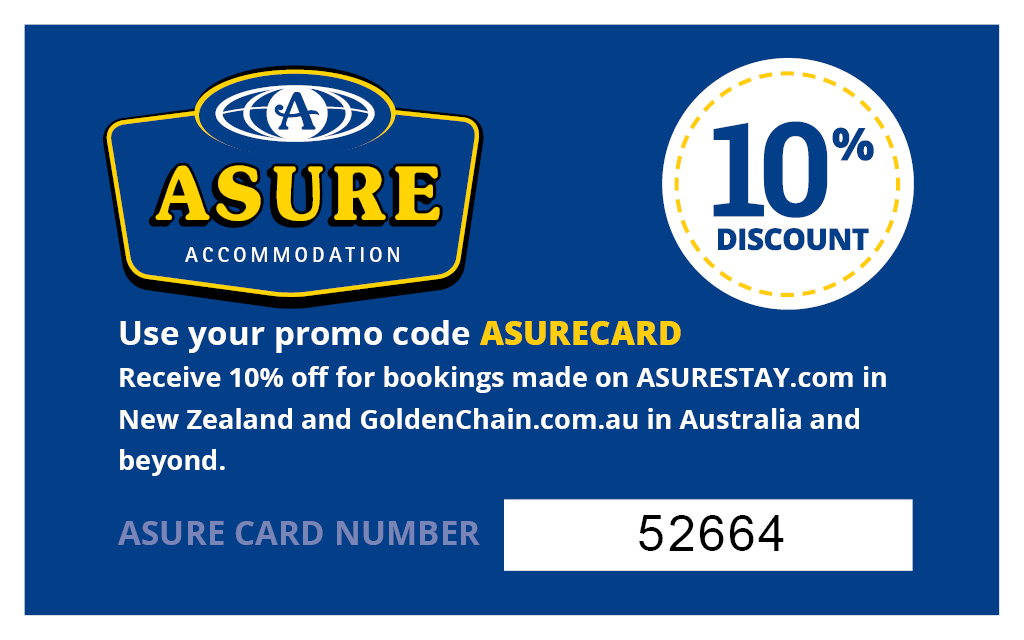 A
ASURE
ACCOMMODATION
10%
DISCOUNT
Use your promo code ASURECARD
Receive 10% off for bookings made on ASURESTAY.com in
New Zealand and GoldenChain.com.au in Australia and
beyond.
ASURE CARD NUMBER 52664